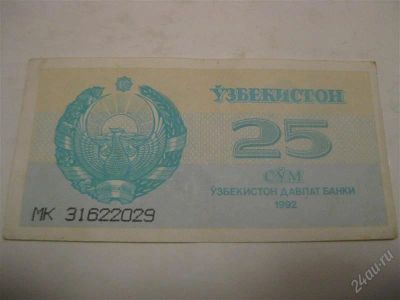 ЎЗБЕКИСТОН
25
СЎМ
ЎЗБЕКИСТОН ДАВЛАТ БАНКИ
1992
МК 31622029
24au.ru